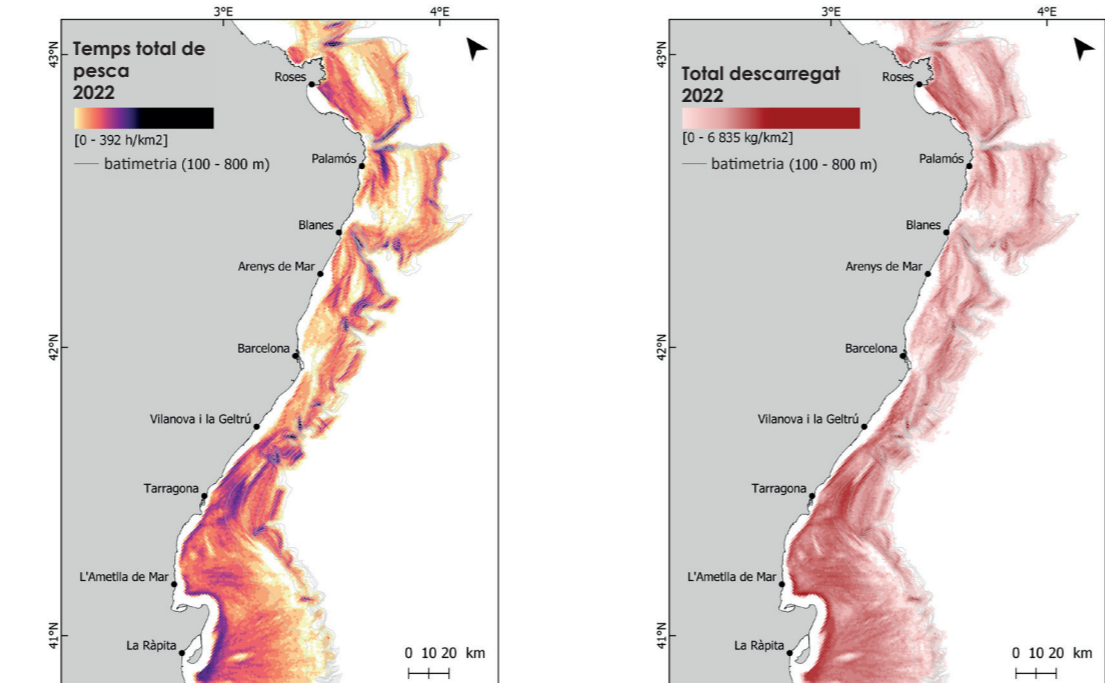 3°E
4°E
43°N
Temps total de
pesca
2022
[0 - 392 h/km2]
batimetria (100 - 800 m)
Roses
Palamós
Blanes
Arenys de Mar
42°N
Barcelona
Vilanova i la Geltrú
Tarragona
L'Ametlla de Mar
41°N
La Ràpita
0 10 20 km
3°E
4°E
43°N
Total descarregat
2022
[0 - 6 835 kg/km2]
batimetria (100 - 800 m)
Roses
Palamós
Blanes
Arenys de Mar
42°N
Barcelona
Vilanova i la Geltrú
Tarragona
L'Ametlla de Mar
41°N
La Ràpita
0 10 20 km